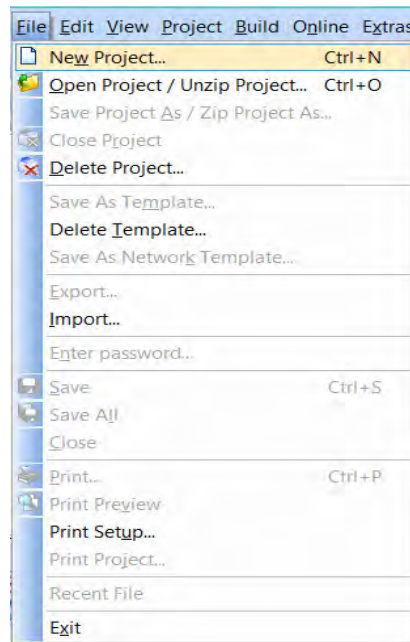 File Edit View Project Build Online Extras
New Project... Ctrl+N
Open Project / Unzip Project... Ctrl+O
Save Project As / Zip Project As...
Close Project
Delete Project...
Save As Template...
Delete Template...
Save As Network Template...
Export...
Import...
Enter password...
Save Ctrl+S
Save All
Close
Print... Ctrl+P
Print Preview
Print Setup...
Print Project...
Recent File
Exit